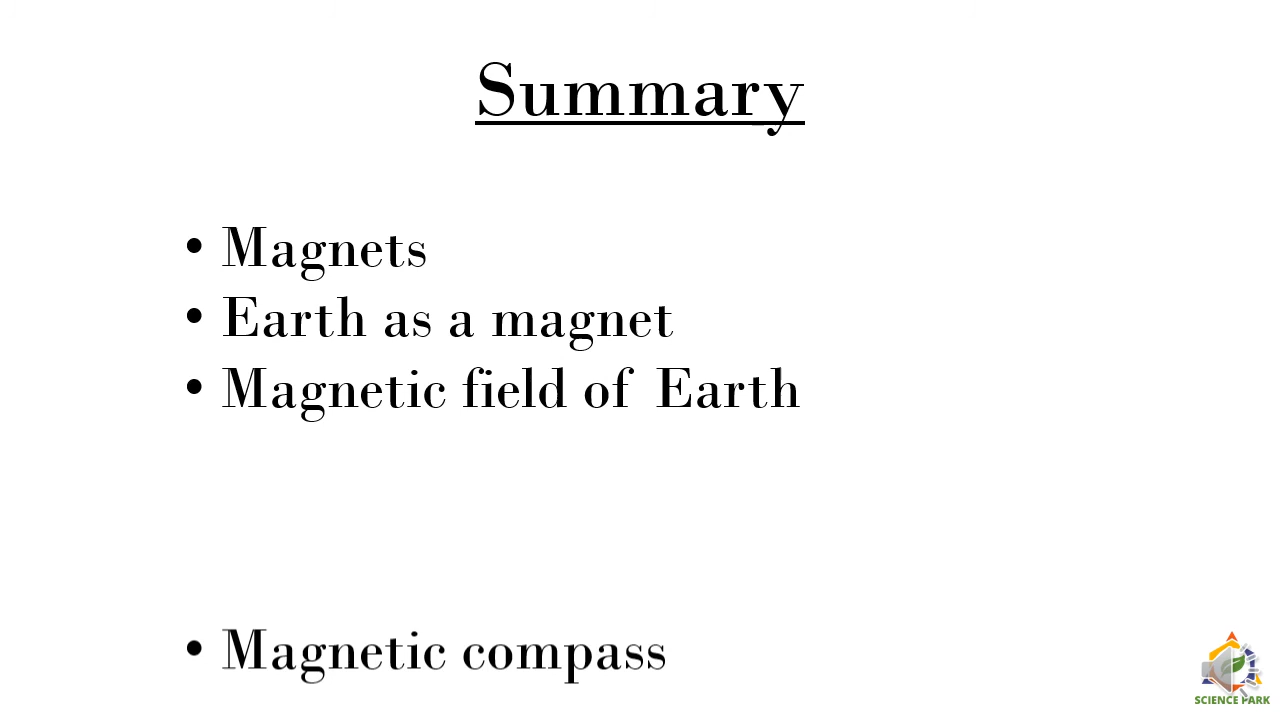 Summary
• Magnets
• Earth as a magnet
• Magnetic field of Earth
• Magnetic compass
SCIENCE PARK